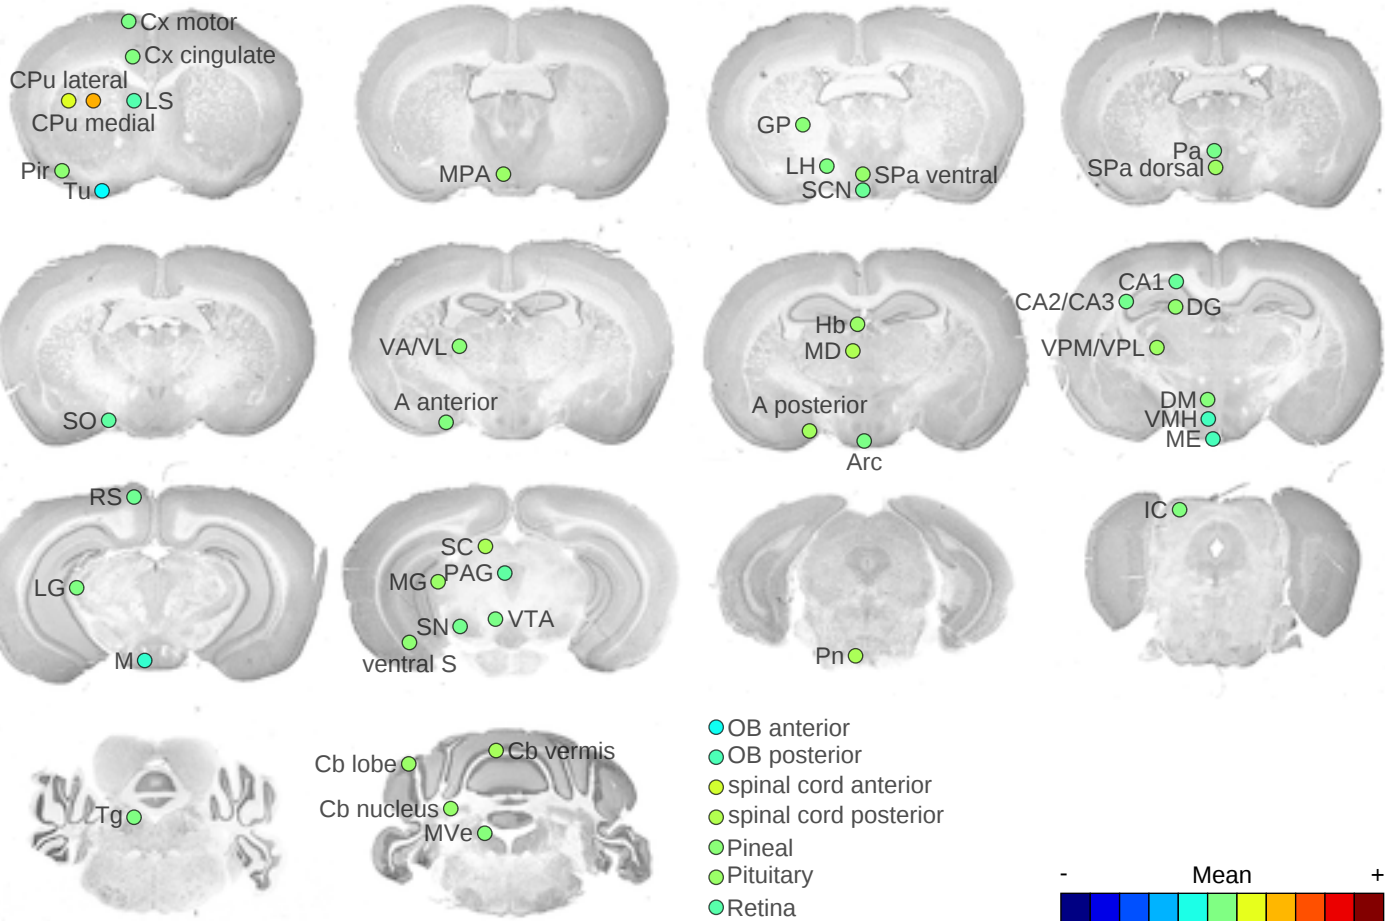 Cx motor
Cx cingulate
CPu lateral
LS
CPu medial
Pir
Tu
MPA
GP
LH
SPa ventral
SCN
Pa
SPa dorsal
SO
VA/VL
A anterior
Hb
MD
A posterior
Arc
CA1
CA2/CA3
DG
VPM/VPL
DM
VMH
ME
RS
LG
M
SC
PAG
MG
VTA
SN
ventral S
Pn
IC
Tg
Cb vermis
Cb lobe
Cb nucleus
MVe
OB anterior
OB posterior
spinal cord anterior
spinal cord posterior
Pineal
Pituitary
Retina
- Mean +